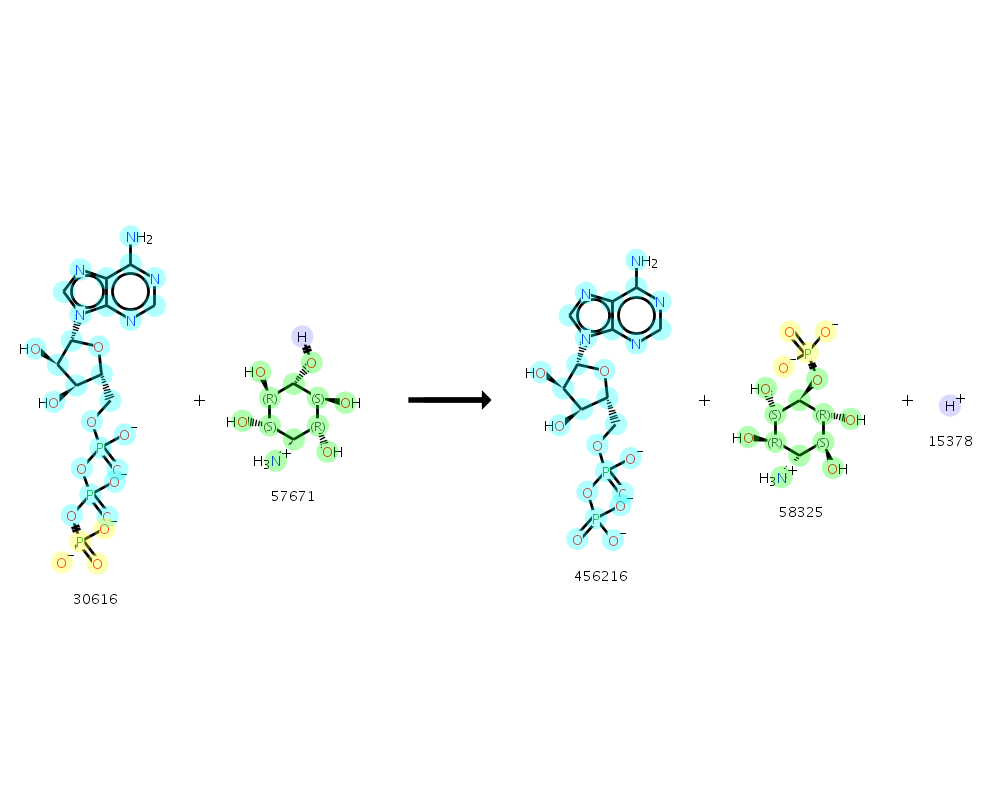 NH2
N
N
N
N
HO
O
HO
O
P
O-
O
O
P
O-
O
O
P
O-
O-
O
30616
+
H
O
HO
(R)
(S)
OH
HO
(S)
(R)
OH
H3N+
57671
+
NH2
N
N
N
N
HO
O
HO
O
P
O-
O
O
P
O-
O
O-
456216
+
O
O-
P
O-
O
HO
(S)
(R)
OH
HO
(R)
(S)
OH
H3N+
58325
+
H+
15378